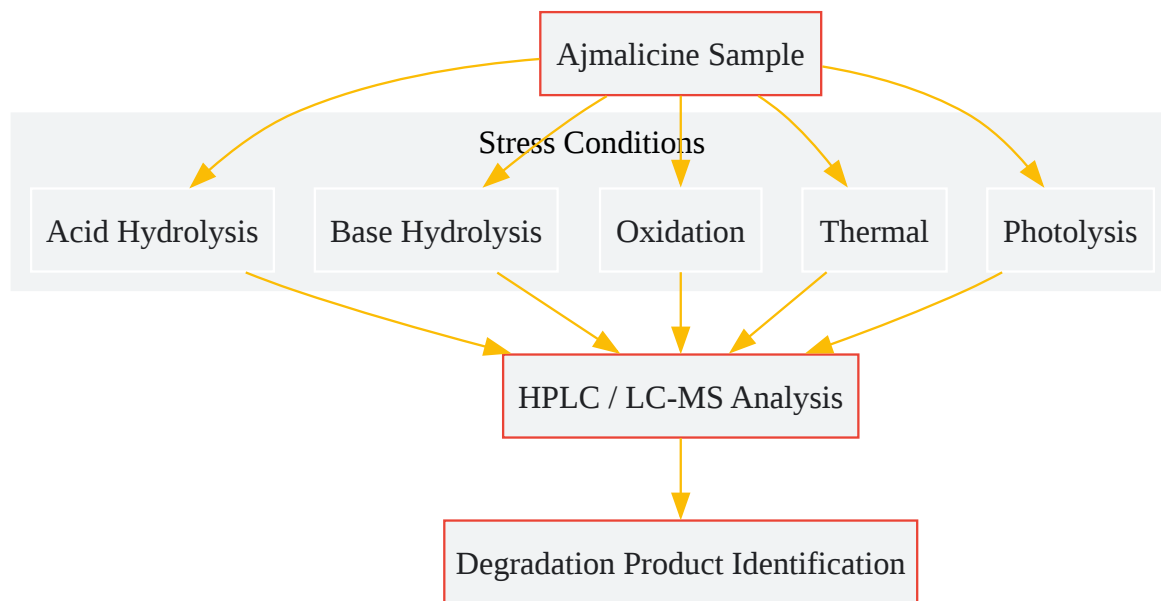 Ajmalicine Sample
Stress Conditions
Acid Hydrolysis
Base Hydrolysis
Oxidation
Thermal
Photolysis
HPLC / LC-MS Analysis
Degradation Product Identification